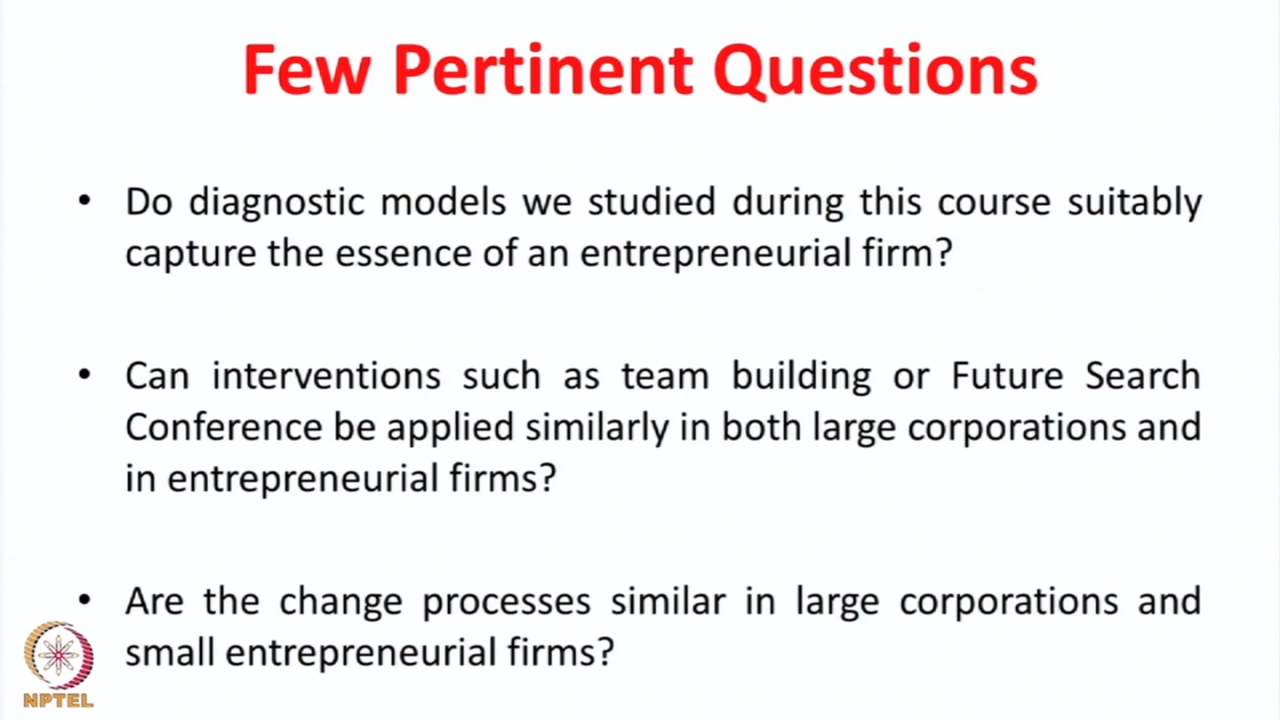 Few Pertinent Questions
• Do diagnostic models we studied during this course suitably
capture the essence of an entrepreneurial firm?
• Can interventions such as team building or Future Search
Conference be applied similarly in both large corporations and
in entrepreneurial firms?
• Are the change processes similar in large corporations and
small entrepreneurial firms?
NPTEL